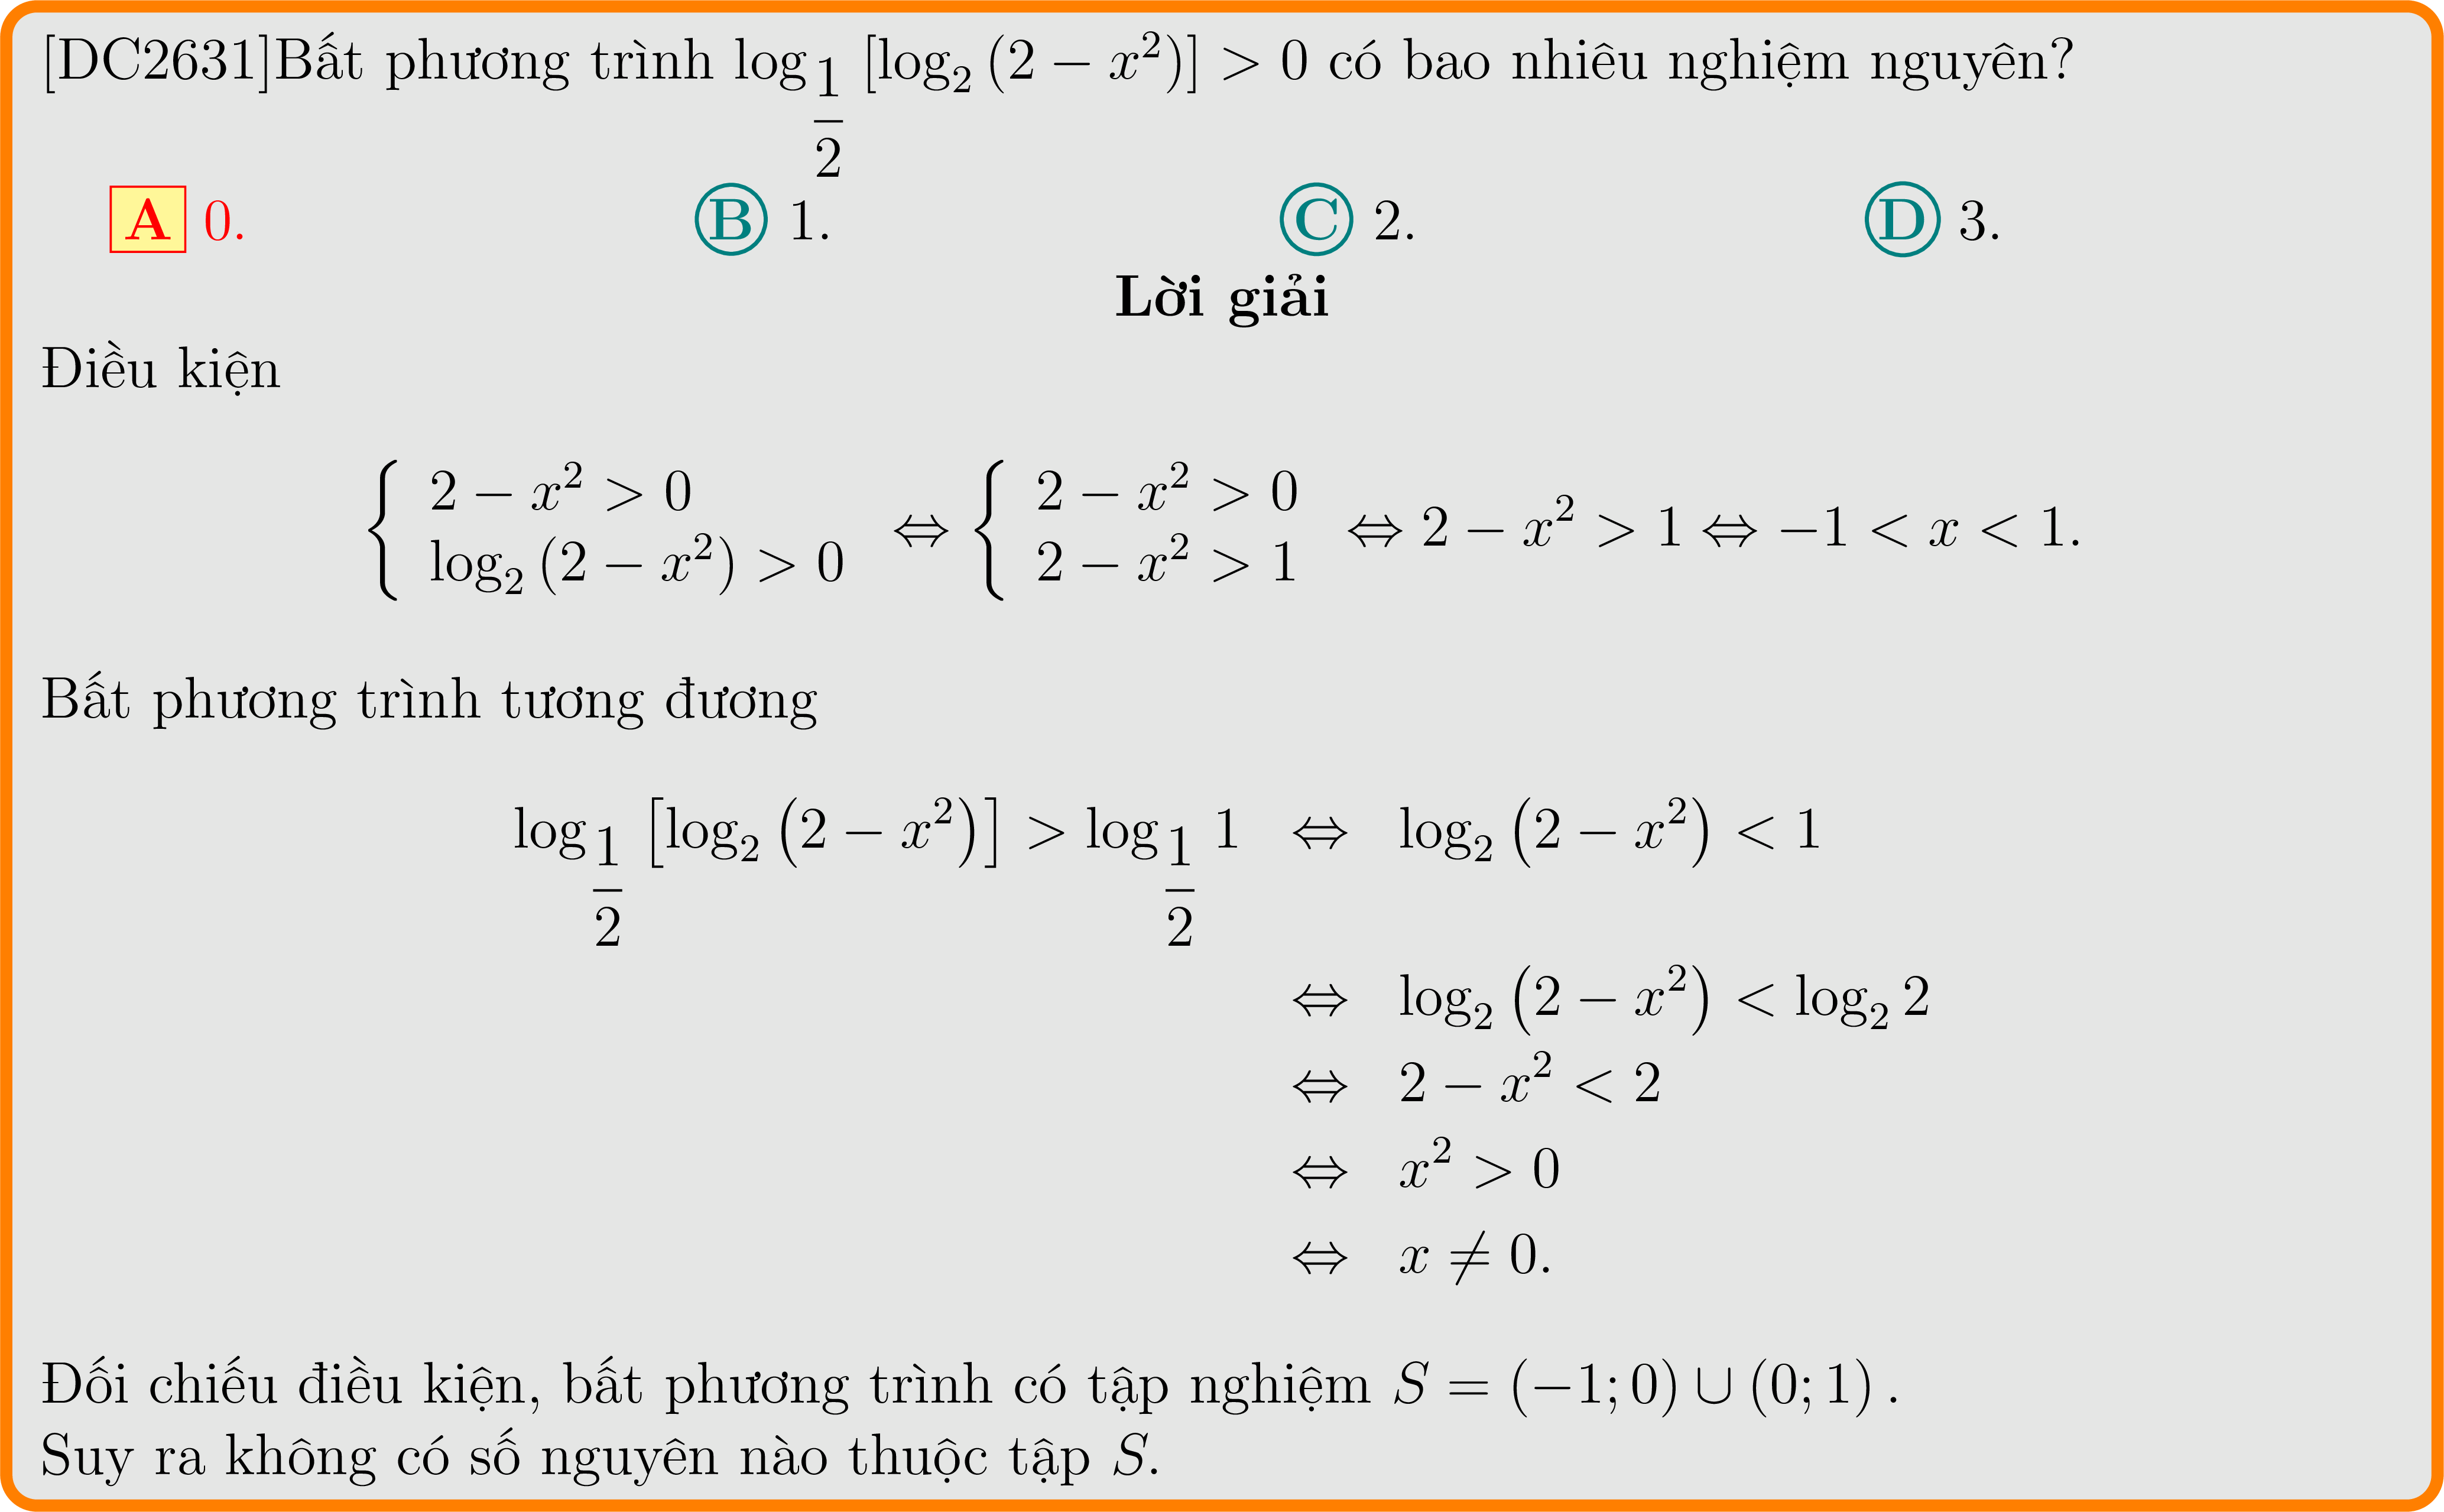 [DC2631]Bất phương trình $\log_{\dfrac{1}{2}} \left[\log_2 \left(2 - x^2\right)\right] > 0$ có bao nhiêu nghiệm nguyên?
A 0. B 1. C 2. D 3.
Lời giải
Điều kiện
$\begin{cases} 2 - x^2 > 0 \\ \log_2 \left(2 - x^2\right) > 0 \end{cases} \Leftrightarrow \begin{cases} 2 - x^2 > 0 \\ 2 - x^2 > 1 \end{cases} \Leftrightarrow 2 - x^2 > 1 \Leftrightarrow -1 < x < 1.$
Bất phương trình tương đương
$\log_{\dfrac{1}{2}} \left[\log_2 \left(2 - x^2\right)\right] > \log_{\dfrac{1}{2}} 1 \Leftrightarrow \log_2 \left(2 - x^2\right) < 1$
$\Leftrightarrow \log_2 \left(2 - x^2\right) < \log_2 2$
$\Leftrightarrow 2 - x^2 < 2$
$\Leftrightarrow x^2 > 0$
$\Leftrightarrow x \neq 0.$
Đối chiếu điều kiện, bất phương trình có tập nghiệm $S = (-1; 0) \cup (0; 1).$
Suy ra không có số nguyên nào thuộc tập $S$.